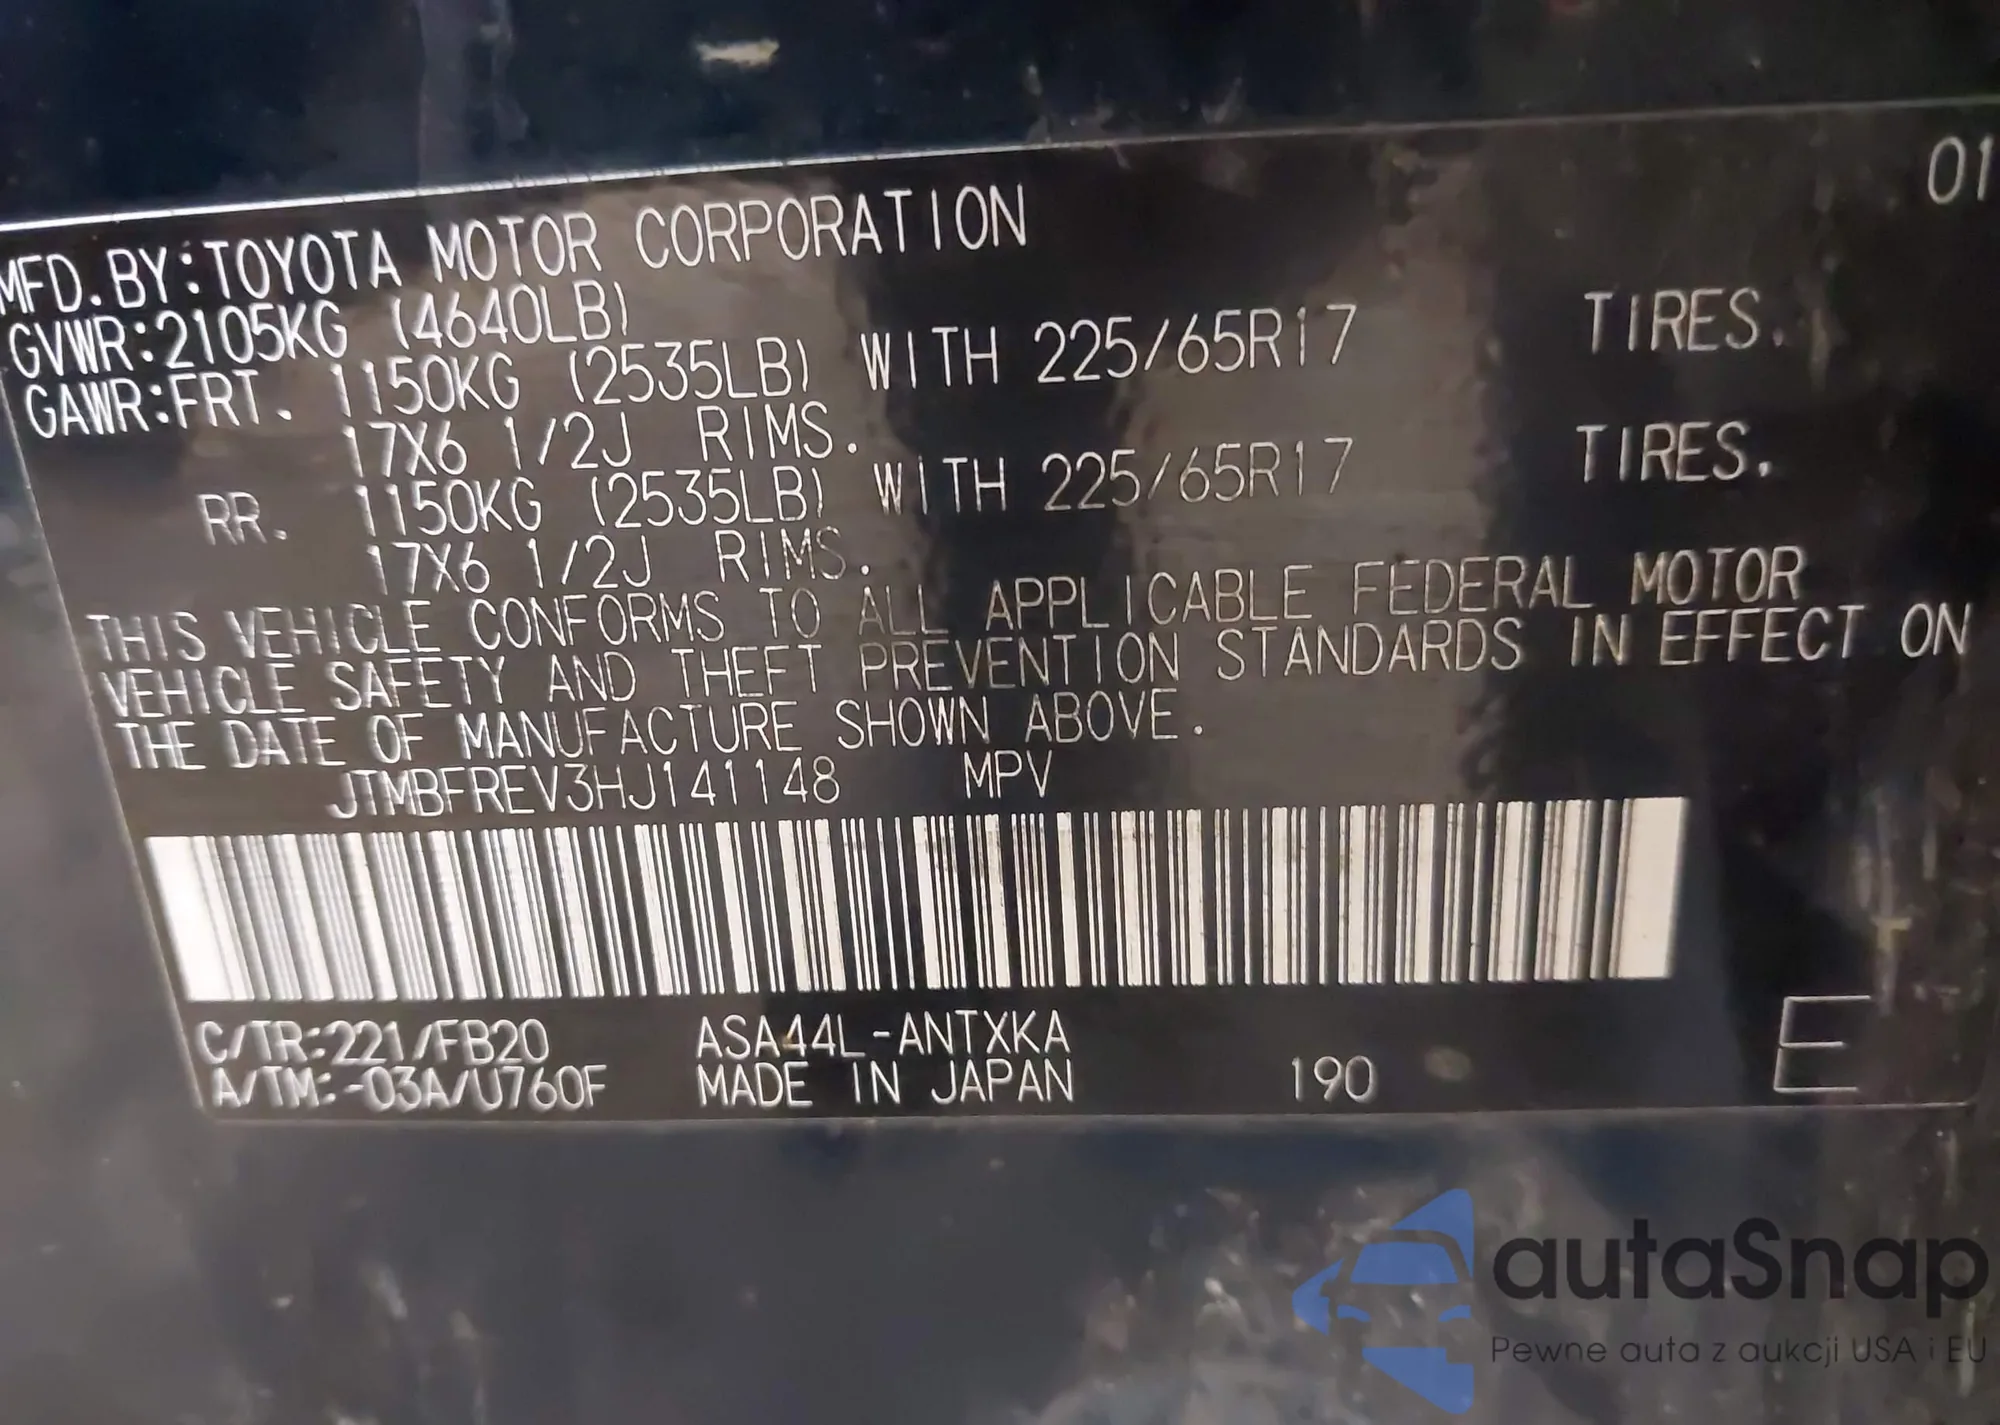 01
MFD.BY:TOYOTA MOTOR CORPORATION
GVWR:2105KG (4640LB)
GAWR:FRT. 1150KG (2535LB) WITH 225/65R17 TIRES.
17X6 1/2J RIMS.
RR. 1150KG (2535LB) WITH 225/65R17 TIRES.
17X6 1/2J RIMS.
THIS VEHICLE CONFORMS TO ALL APPLICABLE FEDERAL MOTOR
VEHICLE SAFETY AND THEFT PREVENTION STANDARDS IN EFFECT ON
THE DATE OF MANUFACTURE SHOWN ABOVE.
JTMBFREV3HJ141148 MPV
C/TR:221/FB20 ASA44L-ANTXKA
A/TM:-03A/U760F MADE IN JAPAN 190 E
autaSnap
Pewne auta z aukcji USA i EU